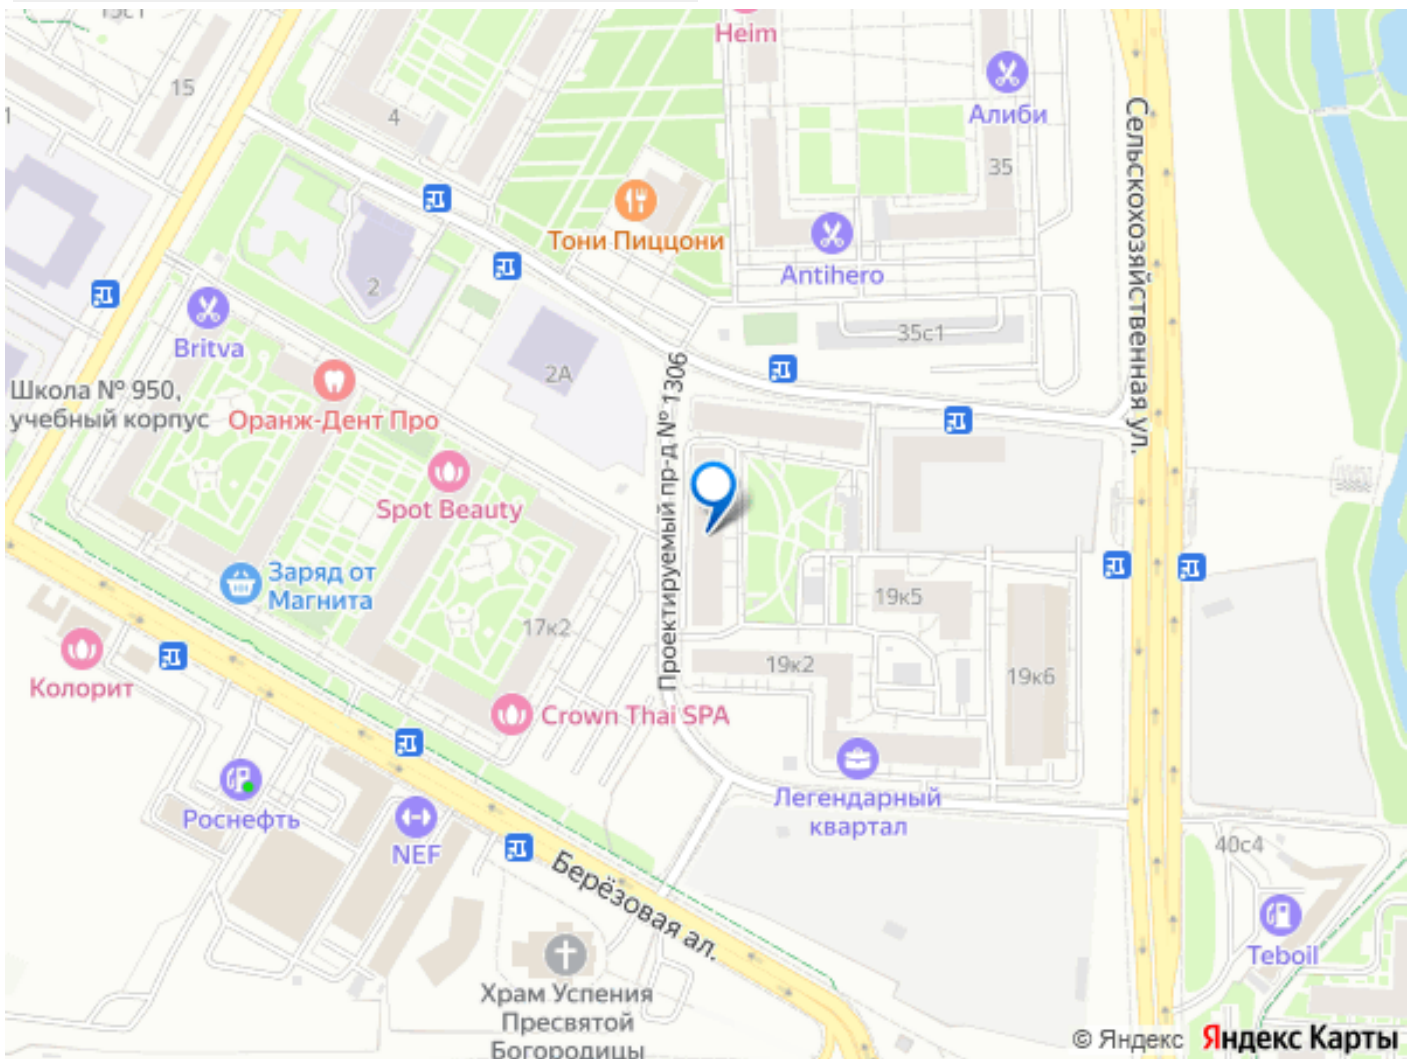 15с1
Heim
15
Алиби
4
Сельскохозяйственная ул.
35
Тони Пиццони
Antihero
2
35с1
Britva
2А
Школа № 950,
учебный корпус
Оранж-Дент Про
Проектируемый пр-д № 1306
Spot Beauty
Заряд от
Магнита
19к5
17к2
19к2
19к6
Колорит
Crown Thai SPA
Роснефть
Легендарный
квартал
NEF
40с4
Берёзовая ал.
Teboil
Храм Успения
Пресвятой
Богородицы
© Яндекс Яндекс Карты